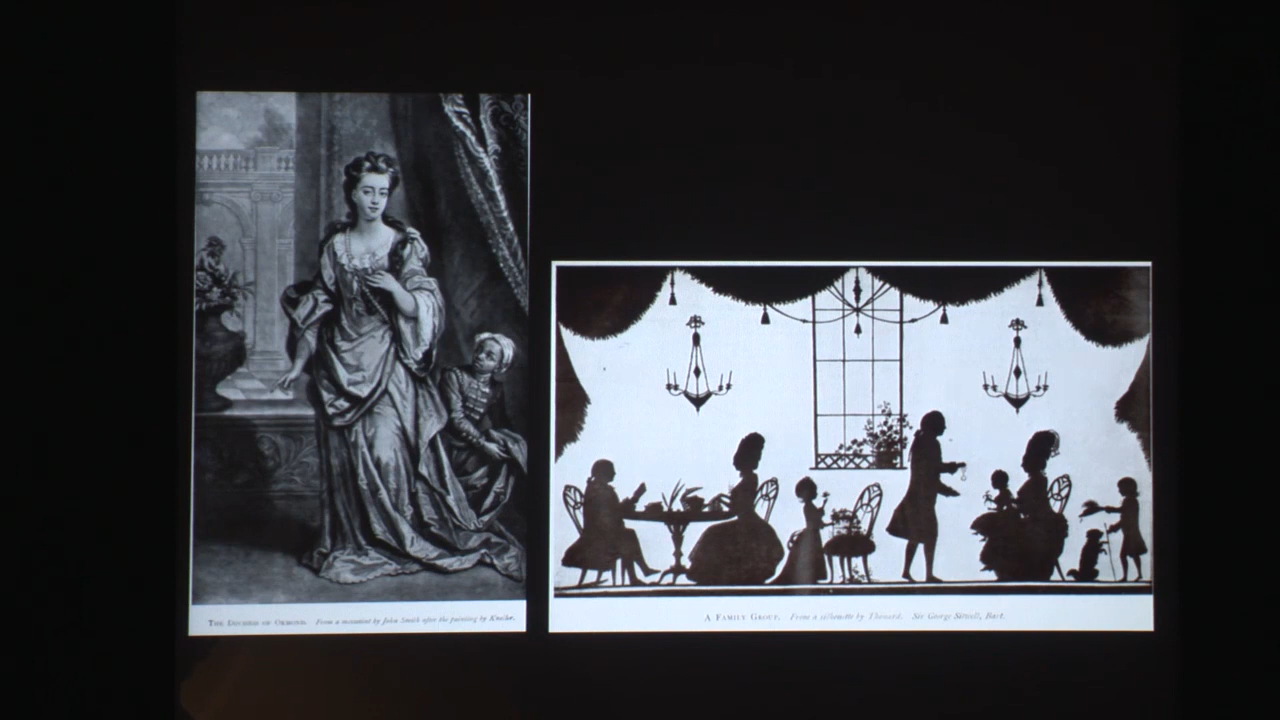 THE DUCHESS OF ORMOND. From a mezzotint by John Smith after the painting by Kneller.
A FAMILY GROUP. From a silhouette by Thonard. Sir George Sitwell, Bart.